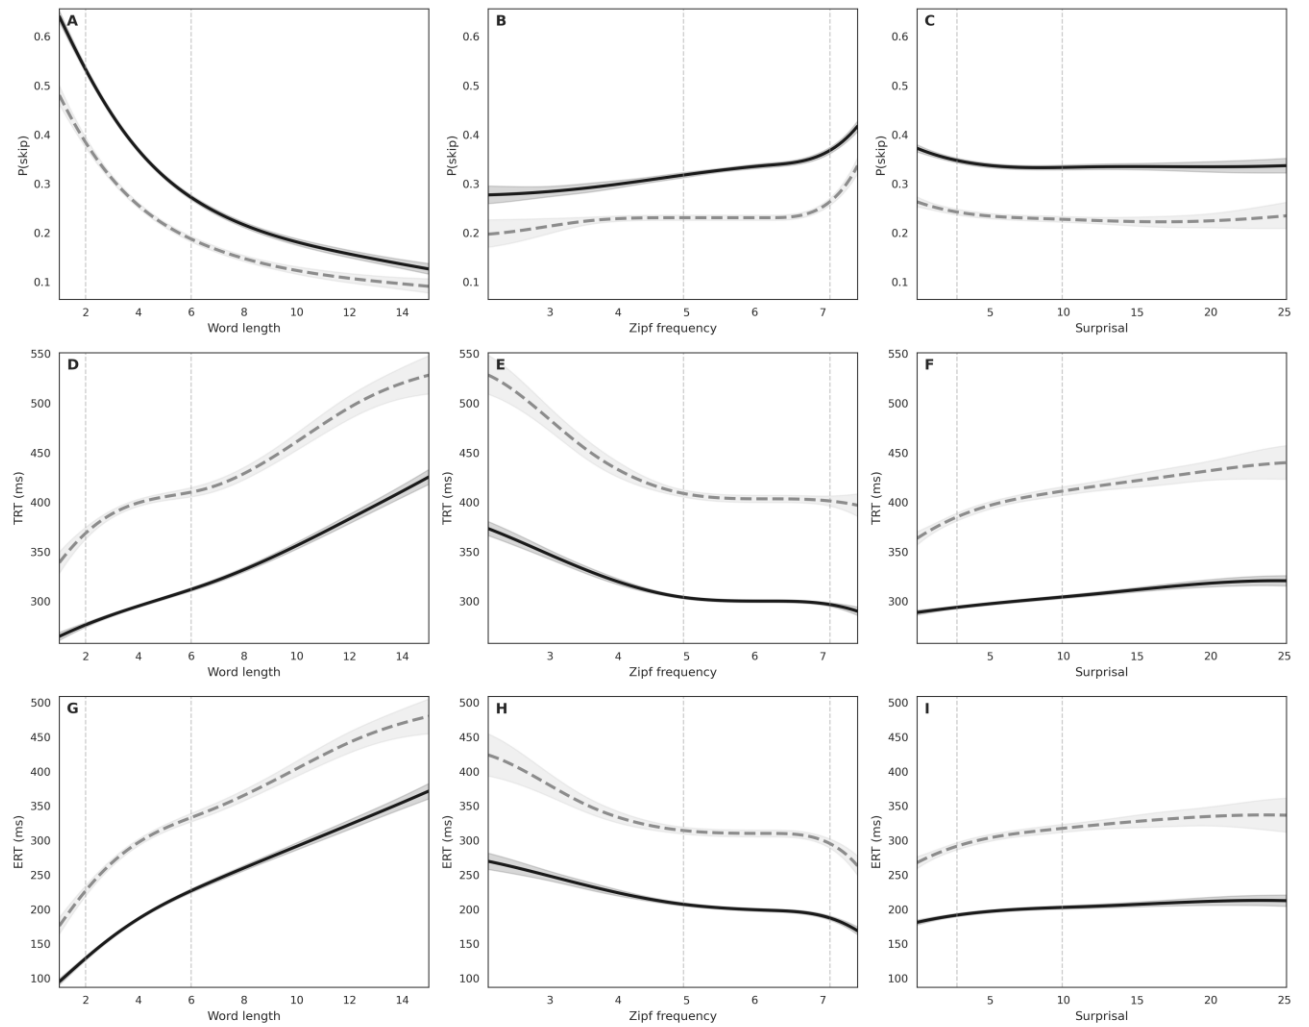 A
P(skip)
0.6
0.5
0.4
0.3
0.2
0.1
2 4 6 8 10 12 14
Word length
B
P(skip)
0.6
0.5
0.4
0.3
0.2
0.1
3 4 5 6 7
Zipf frequency
C
P(skip)
0.6
0.5
0.4
0.3
0.2
0.1
5 10 15 20 25
Surprisal
D
TRT (ms)
550
500
450
400
350
300
2 4 6 8 10 12 14
Word length
E
TRT (ms)
550
500
450
400
350
300
3 4 5 6 7
Zipf frequency
F
TRT (ms)
550
500
450
400
350
300
5 10 15 20 25
Surprisal
G
ERT (ms)
500
450
400
350
300
250
200
150
100
2 4 6 8 10 12 14
Word length
H
ERT (ms)
500
450
400
350
300
250
200
150
100
3 4 5 6 7
Zipf frequency
I
ERT (ms)
500
450
400
350
300
250
200
150
100
5 10 15 20 25
Surprisal